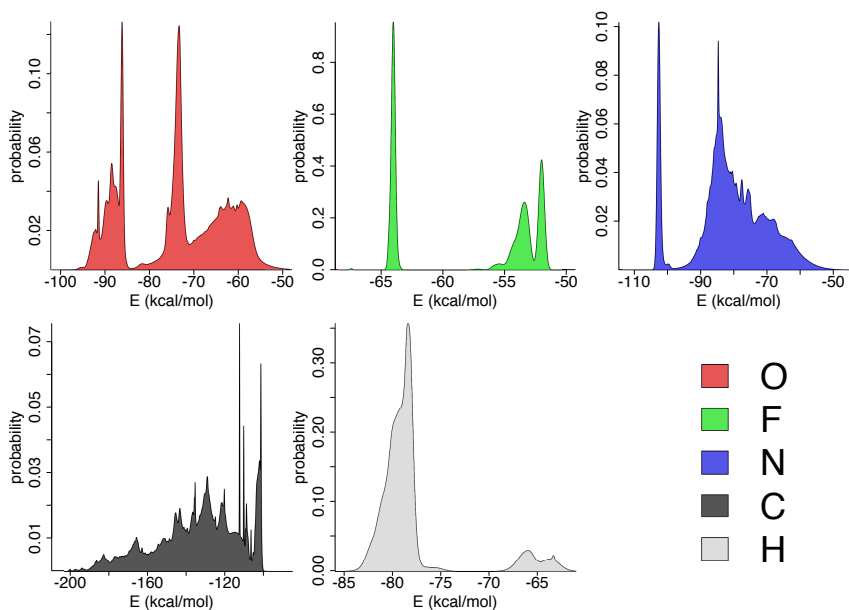 probability
0.02
0.06
0.10
-100
-90
-80
-70
-60
-50
E (kcal/mol)
probability
0.0
0.2
0.4
0.6
0.8
-65
-55
-50
E (kcal/mol)
probability
0.02
0.04
0.06
0.08
0.10
-110
-90
-70
-50
E (kcal/mol)
probability
0.01
0.03
0.05
0.07
-200
-160
-120
E (kcal/mol)
probability
0.00
0.10
0.20
0.30
-85
-80
-75
-70
-65
E (kcal/mol)
O
F
N
C
H